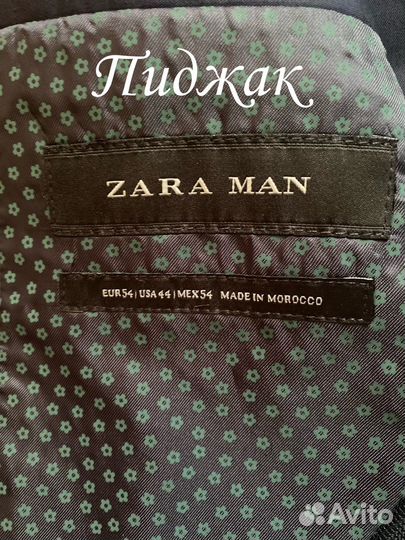 Пиджак
ZARA MAN
EUR54 | USA44 | MEX54 MADE IN MOROCCO
Avito